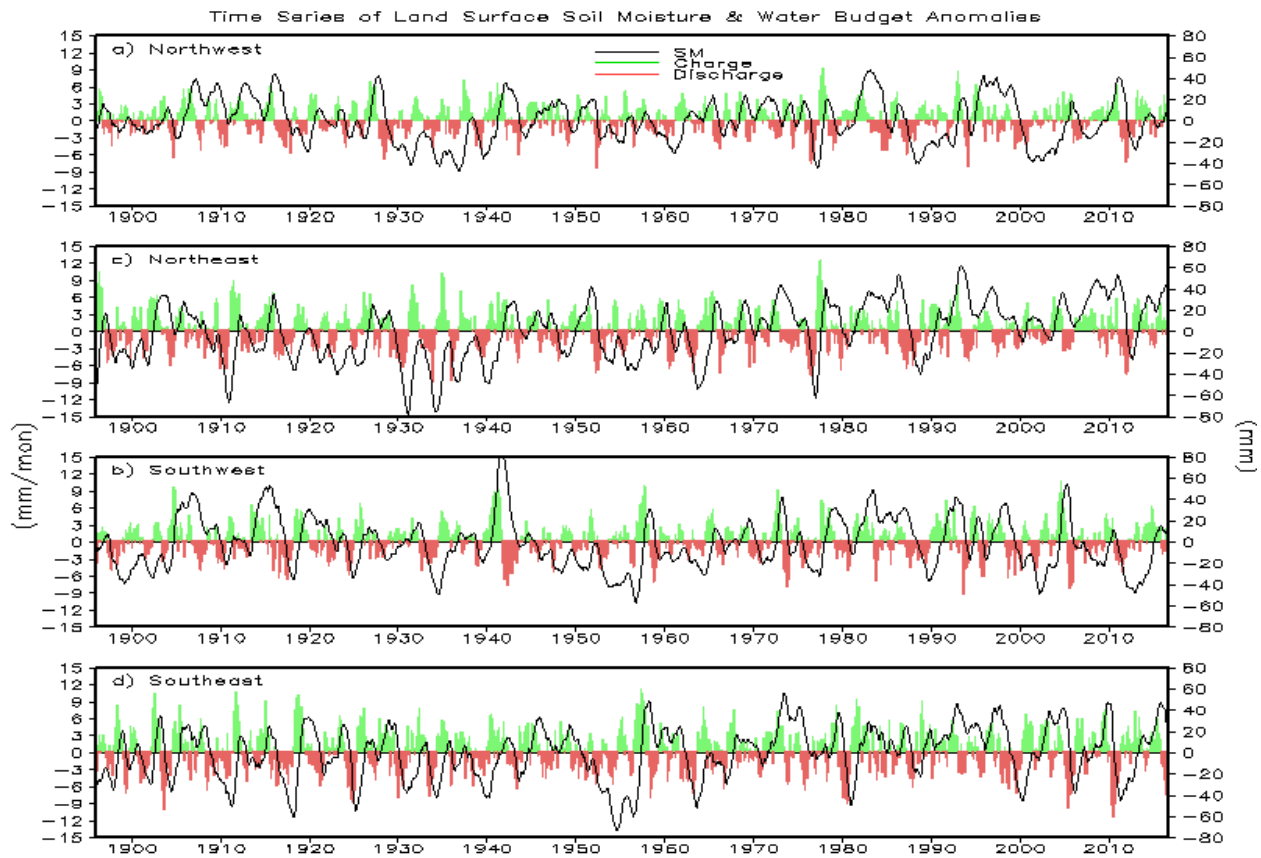 Time Series of Land Surface Soil Moisture & Water Budget Anomalies
a) Northwest
SM
Charge
Discharge
15 12 9 6 3 0 −3 −6 −9 −12 −15
80 60 40 20 0 −20 −40 −60 −80
1900 1910 1920 1930 1940 1950 1960 1970 1980 1990 2000 2010
c) Northeast
15 12 9 6 3 0 −3 −6 −9 −12 −15
80 60 40 20 0 −20 −40 −60 −80
1900 1910 1920 1930 1940 1950 1960 1970 1980 1990 2000 2010
(mm/mon)
(mm)
b) Southwest
15 12 9 6 3 0 −3 −6 −9 −12 −15
80 60 40 20 0 −20 −40 −60 −80
1900 1910 1920 1930 1940 1950 1960 1970 1980 1990 2000 2010
d) Southeast
15 12 9 6 3 0 −3 −6 −9 −12 −15
80 60 40 20 0 −20 −40 −60 −80
1900 1910 1920 1930 1940 1950 1960 1970 1980 1990 2000 2010